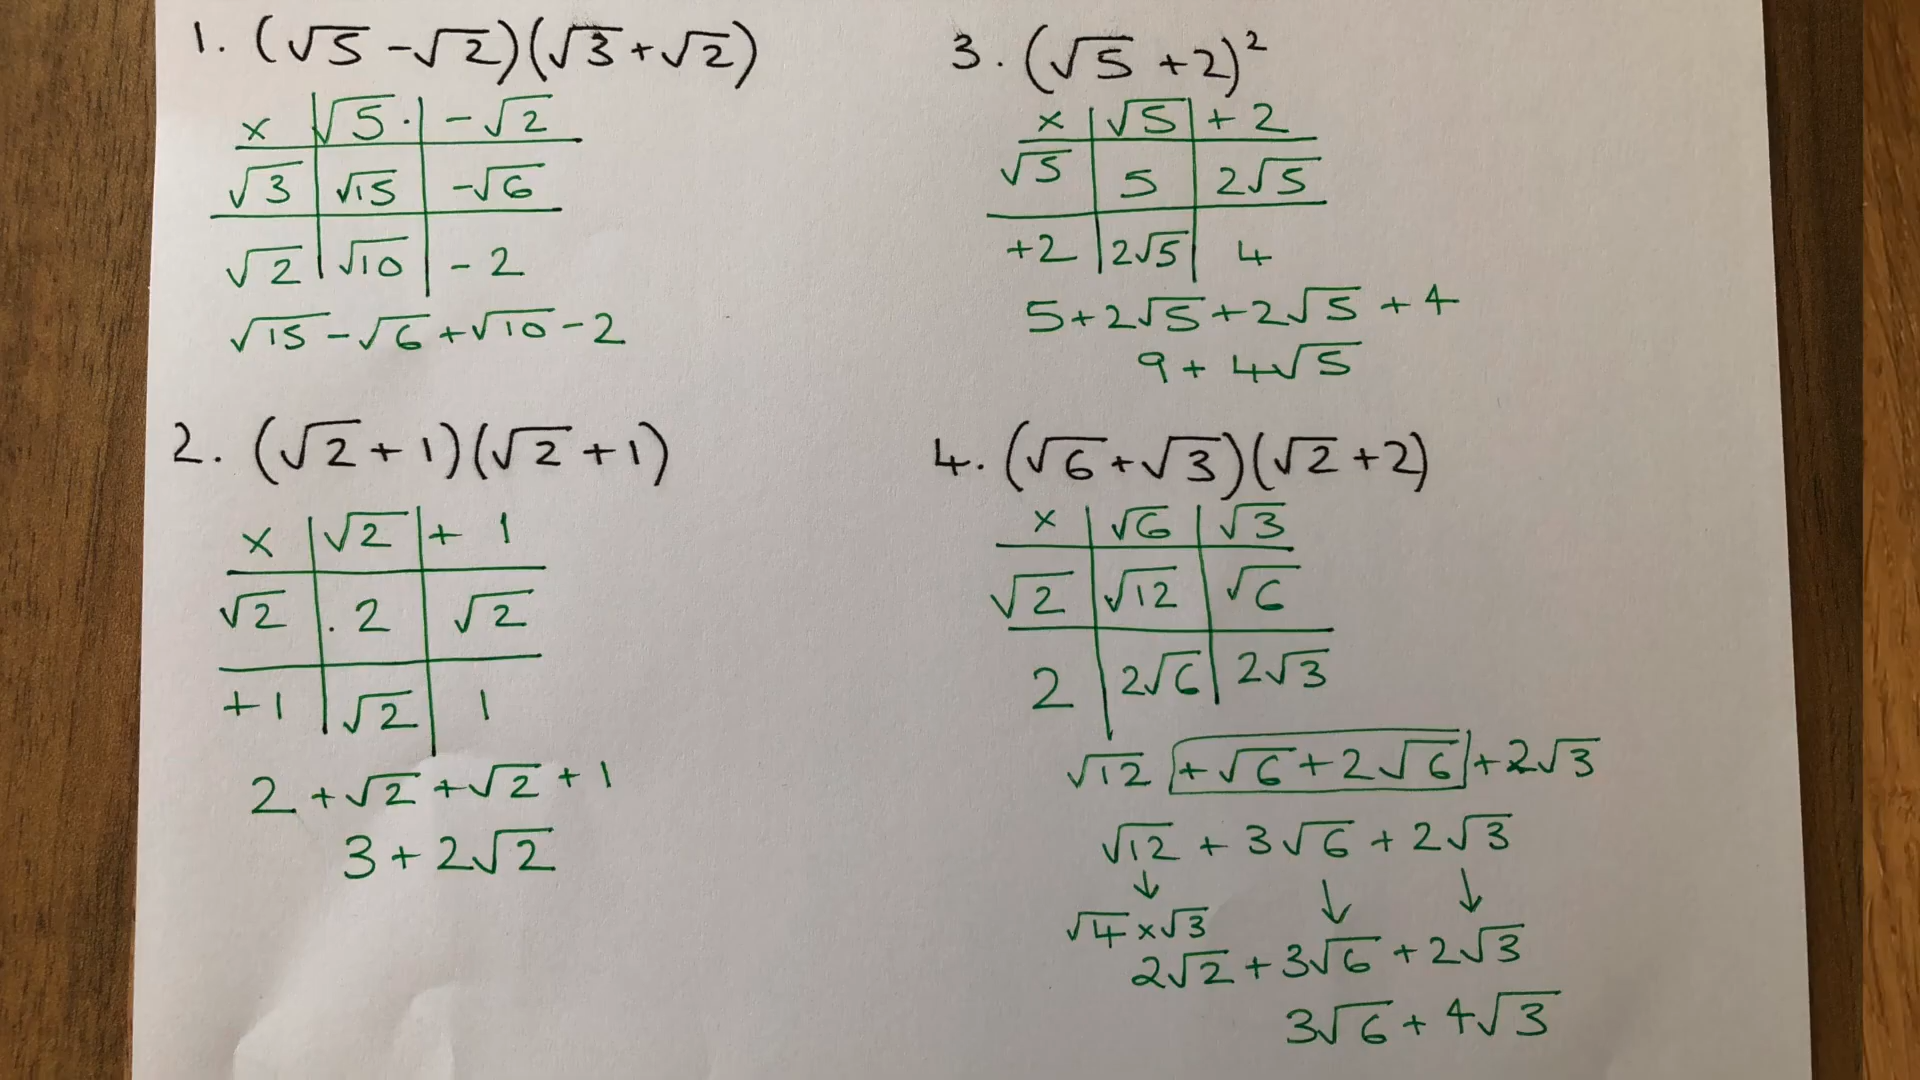 1. (√5 -√2)(√3+√2)
x √5 -√2
√3 √15 -√6
√2 √10 -2
√15 -√6 +√10 -2
2. (√2+1)(√2+1)
x √2 + 1
√2 2 √2
+1 √2 1
2 +√2 +√2 +1
3+2√2
3. (√5 +2)²
x √5 +2
√5 5 2√5
+2 2√5 4
5+2√5+2√5 +4
9 + 4√5
4. (√6+√3)(√2+2)
x √6 √3
√2 √12 √6
2 2√6 2√3
√12 +√6+2√6 +2√3
√12 + 3√6 + 2√3
↓ ↓ ↓
√4 x√3
2√2 + 3√6 + 2√3
3√6 + 4√3